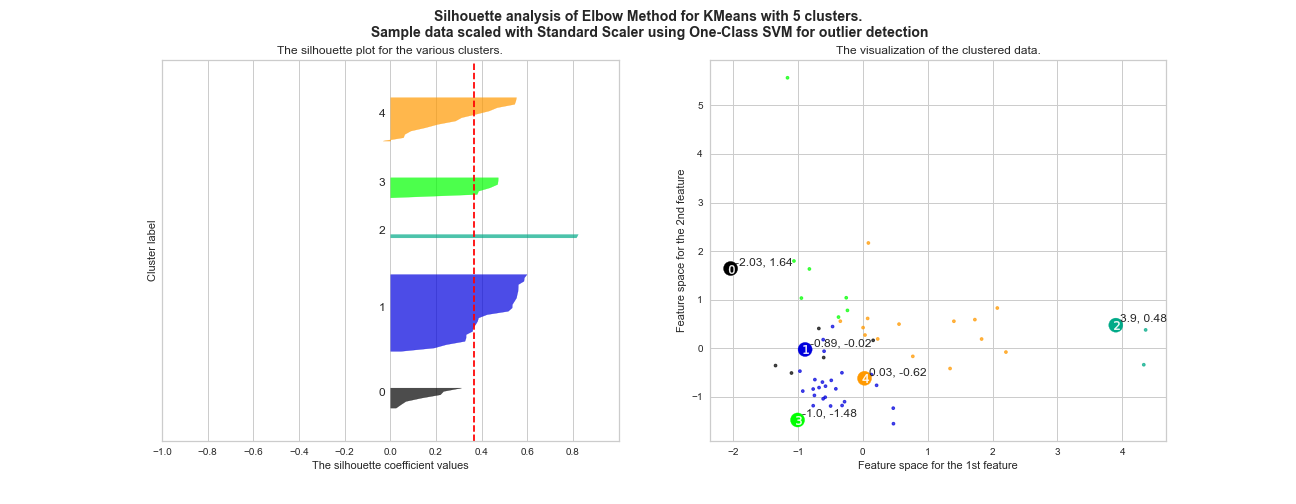 Silhouette analysis of Elbow Method for KMeans with 5 clusters.
Sample data scaled with Standard Scaler using One-Class SVM for outlier detection
The silhouette plot for the various clusters.
Cluster label
4
3
2
1
0
−1.0 −0.8 −0.6 −0.4 −0.2 0.0 0.2 0.4 0.6 0.8
The silhouette coefficient values
The visualization of the clustered data.
Feature space for the 2nd feature
5
4
3
2
1
0
−1
0 -2.03, 1.64
2 3.9, 0.48
1 -0.89, -0.02
4 0.03, -0.62
3 -1.0, -1.48
−2 −1 0 1 2 3 4
Feature space for the 1st feature